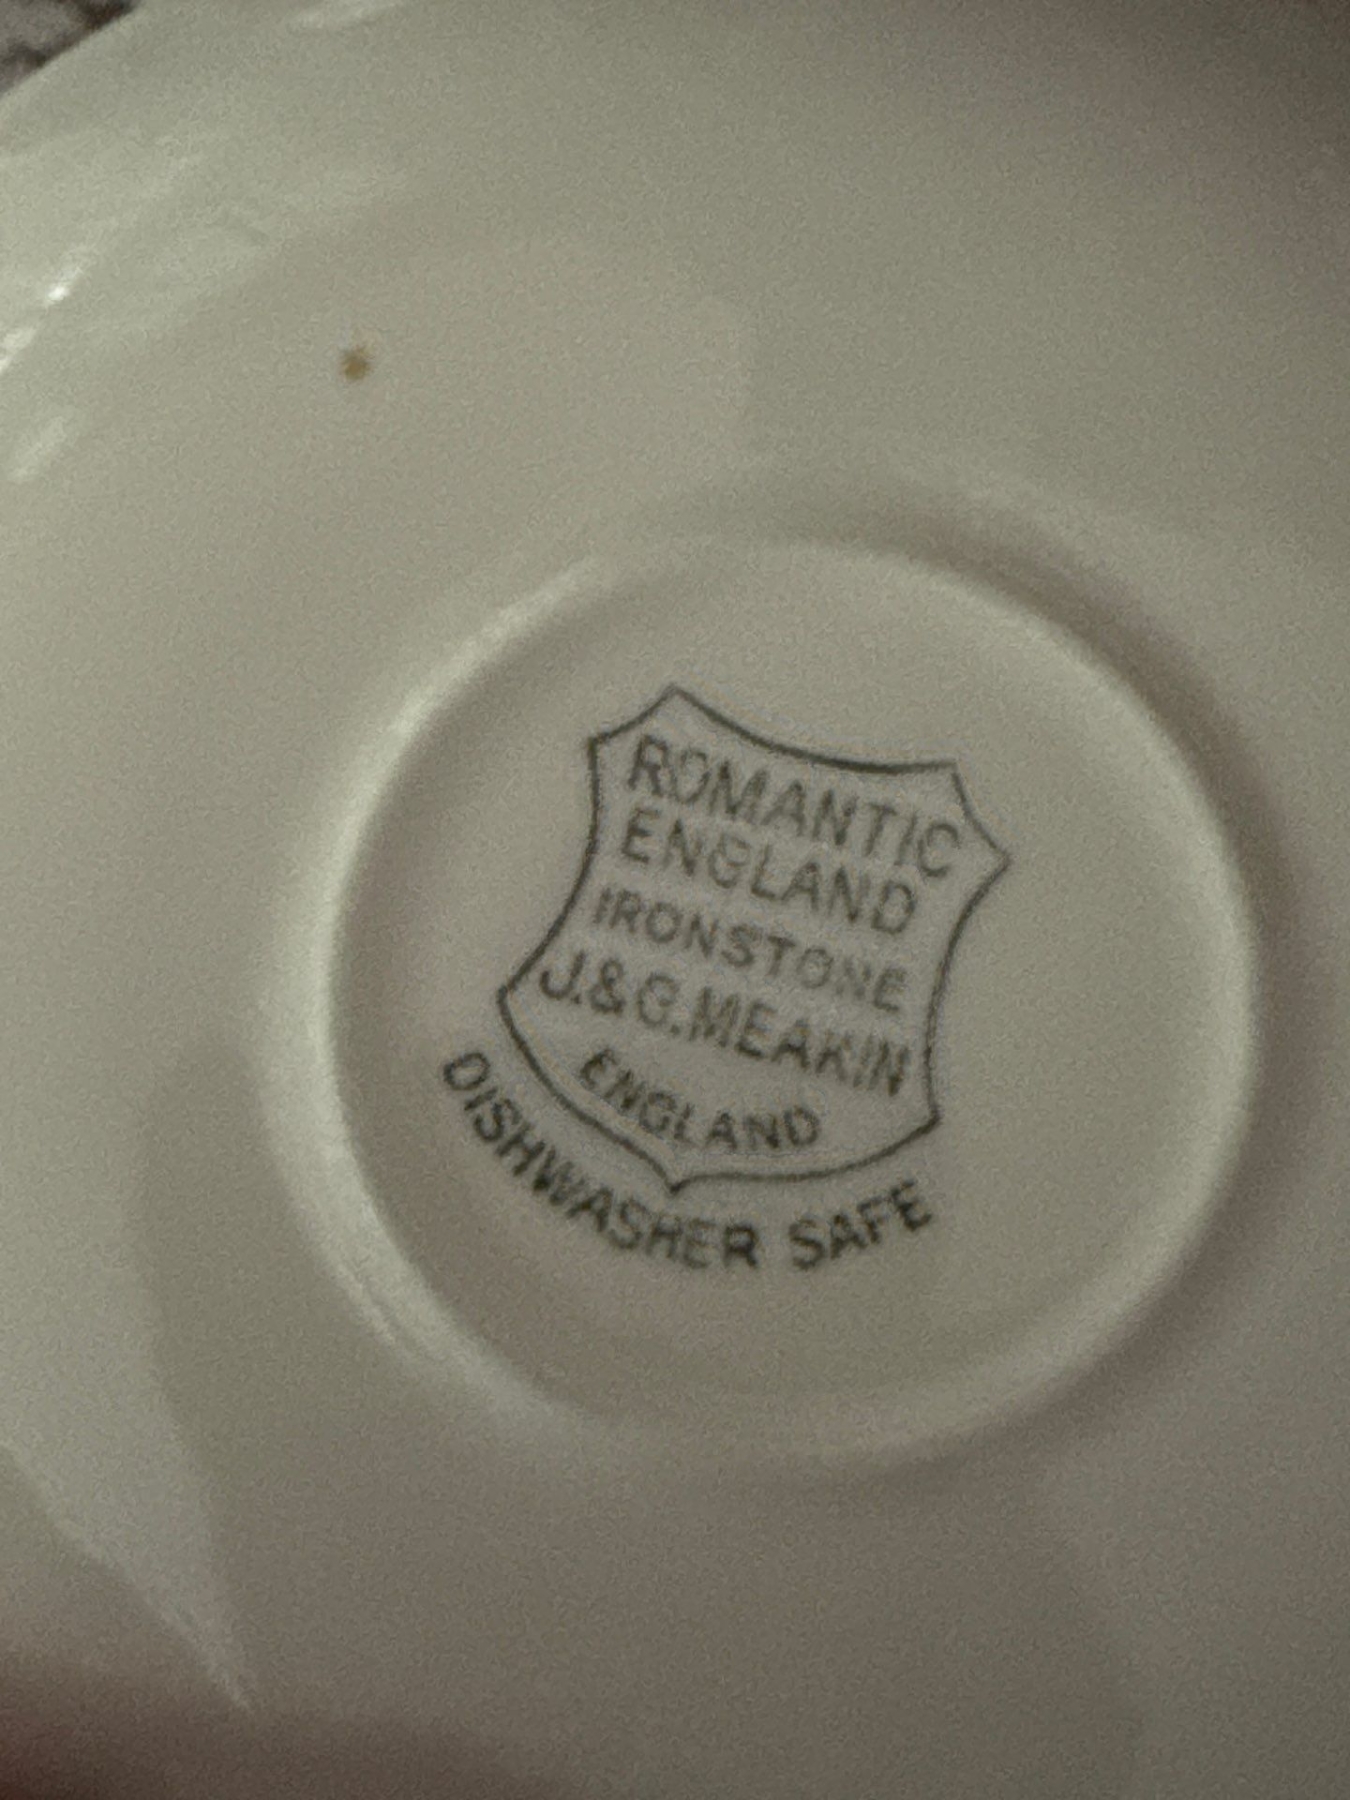 ROMANTIC
ENGLAND
IRONSTONE
J.&G.MEAKIN
ENGLAND
DISHWASHER SAFE